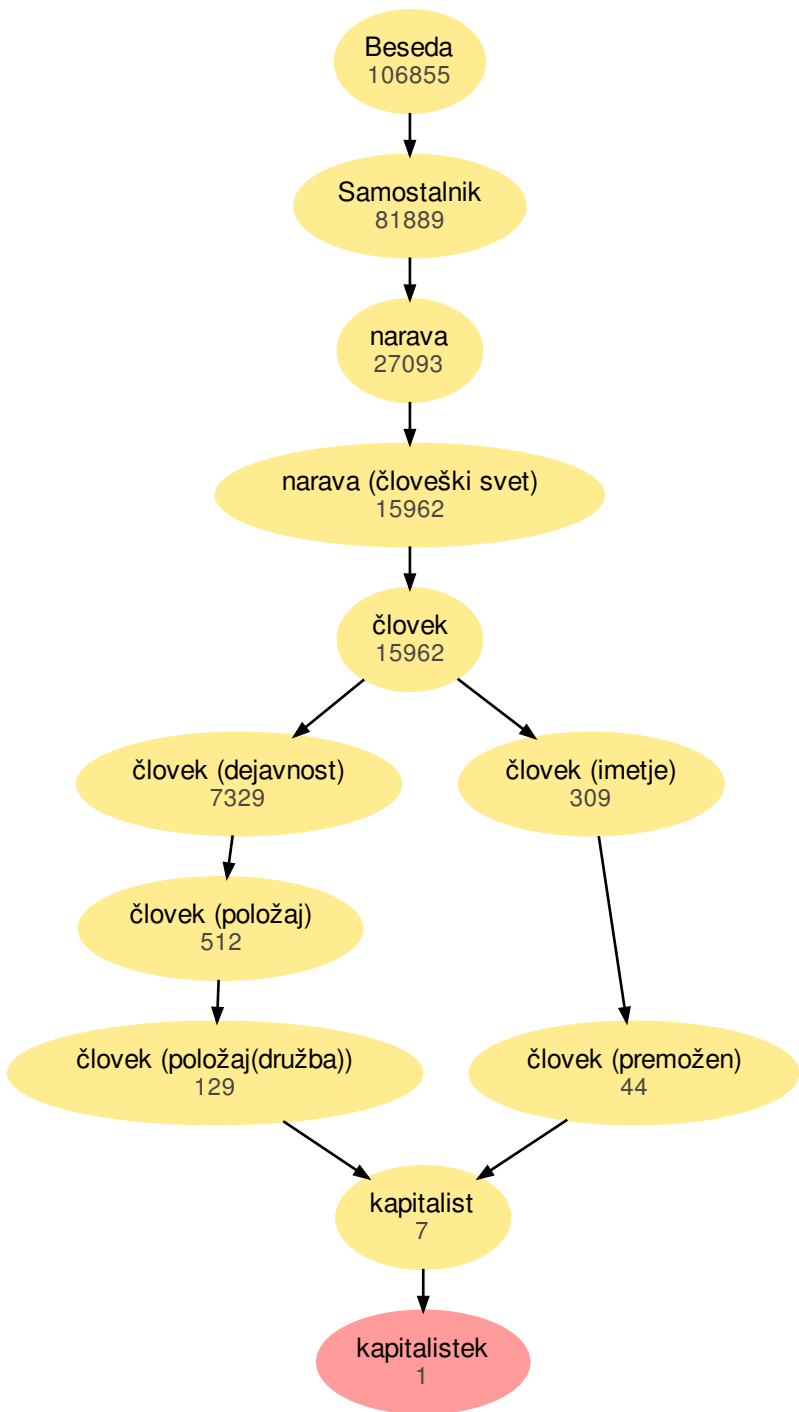 Beseda
106855
Samostalnik
81889
narava
27093
narava (človeški svet)
15962
človek
15962
človek (dejavnost)
7329
človek (imetje)
309
človek (položaj)
512
človek (položaj(družba))
129
človek (premožen)
44
kapitalist
7
kapitalistek
1